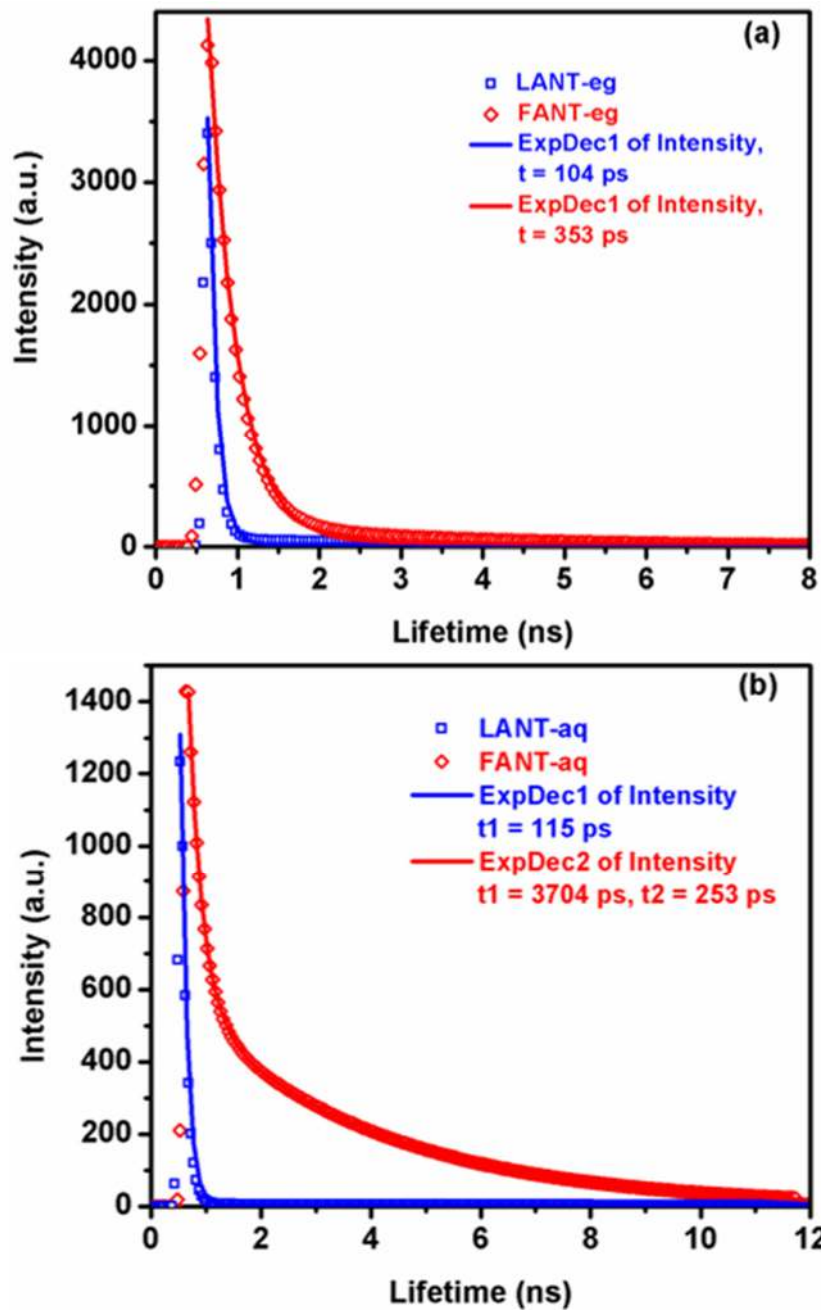 (a)
4000
3000
2000
1000
0
Intensity (a.u.)
LANT-eg
FANT-eg
ExpDec1 of Intensity,
t = 104 ps
ExpDec1 of Intensity,
t = 353 ps
0 1 2 3 4 5 6 7 8
Lifetime (ns)
(b)
1400
1200
1000
800
600
400
200
0
Intensity (a.u.)
LANT-aq
FANT-aq
ExpDec1 of Intensity
t1 = 115 ps
ExpDec2 of Intensity
t1 = 3704 ps, t2 = 253 ps
0 2 4 6 8 10 12
Lifetime (ns)